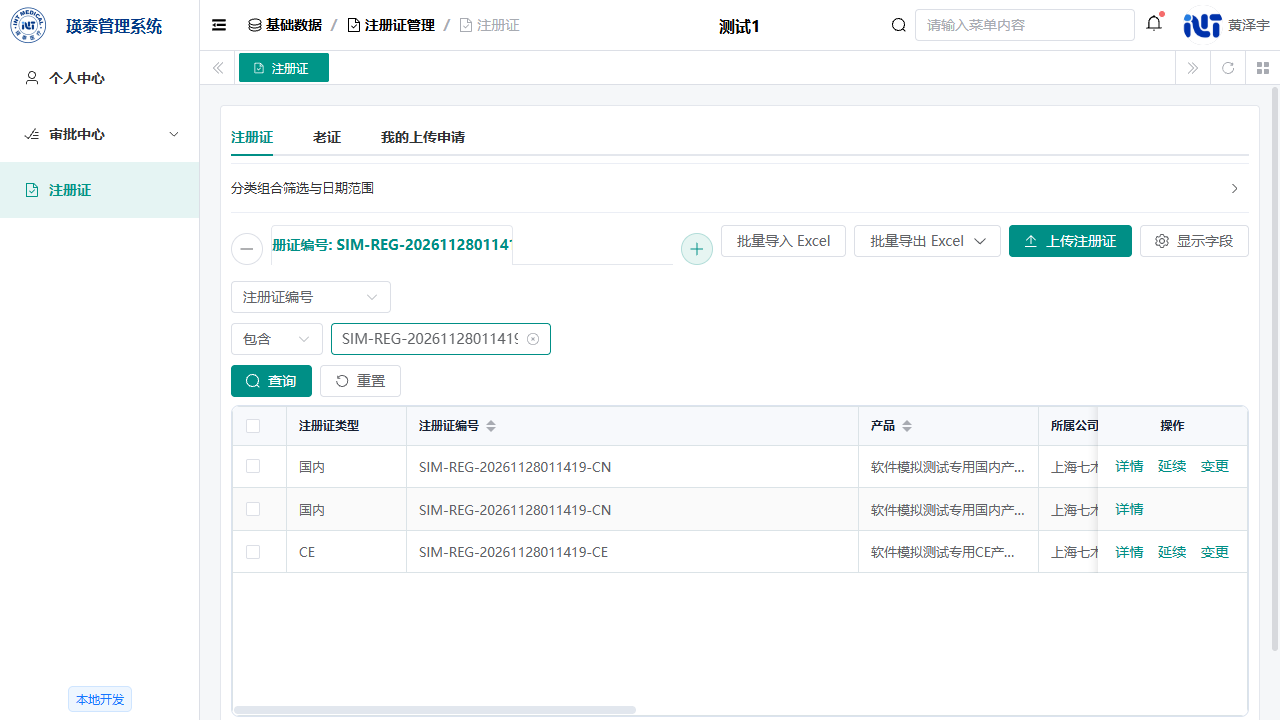 瑛泰管理系统
基础数据 / 注册证管理 / 注册证
测试1
请输入菜单内容
黄泽宇
个人中心
审批中心
注册证
本地开发
注册证
注册证 老证 我的上传申请
分类组合筛选与日期范围
册证编号: SIM-REG-2026112801141
批量导入 Excel
批量导出 Excel
上传注册证
显示字段
注册证编号
包含 SIM-REG-20261128011419
查询 重置
注册证类型 注册证编号 产品 所属公司 操作
国内 SIM-REG-20261128011419-CN 软件模拟测试专用国内产... 上海七木 详情 延续 变更
国内 SIM-REG-20261128011419-CN 软件模拟测试专用国内产... 上海七木 详情
CE SIM-REG-20261128011419-CE 软件模拟测试专用CE产... 上海七木 详情 延续 变更